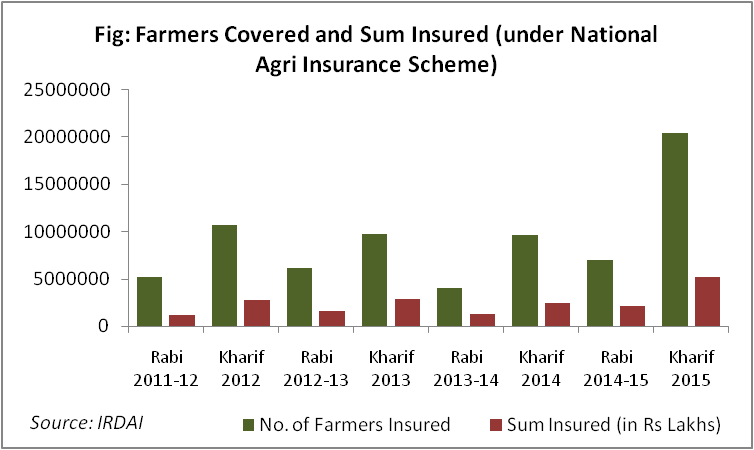 Fig: Farmers Covered and Sum Insured (under National
Agri Insurance Scheme)
25000000
20000000
15000000
10000000
5000000
0
Rabi Kharif Rabi Kharif Rabi Kharif Rabi Kharif
2011-12 2012 2012-13 2013 2013-14 2014 2014-15 2015
Source: IRDAI No. of Farmers Insured Sum Insured (in Rs Lakhs)